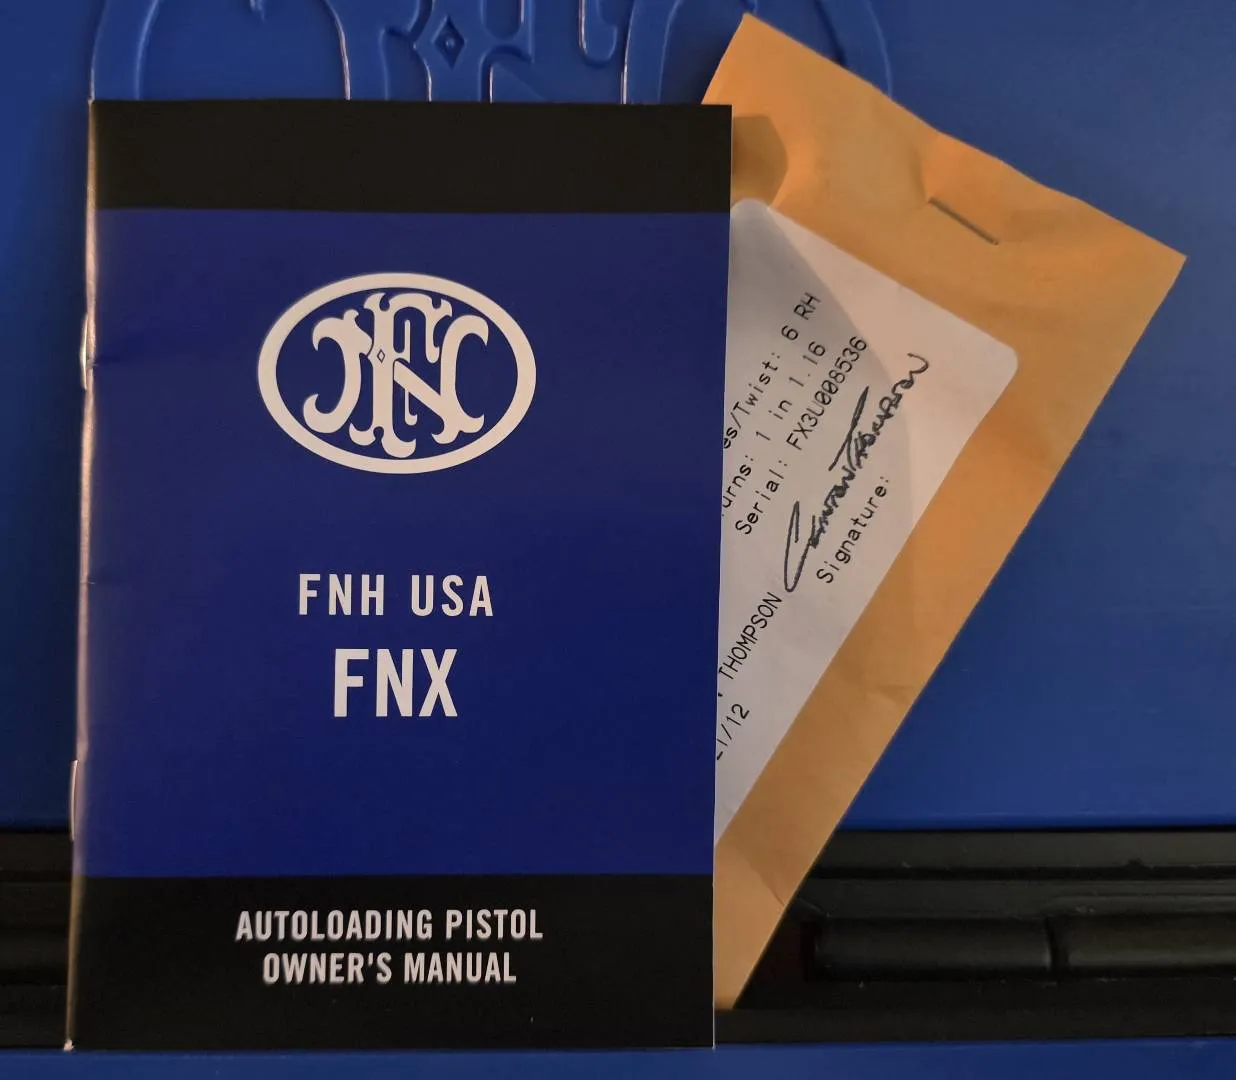 FN
FNH USA
FNX
AUTOLOADING PISTOL
OWNER'S MANUAL
es/Twist: 6 RH
urns: 1 in 1.16
Serial: FX3U008536
Signature:
THOMPSON
/12